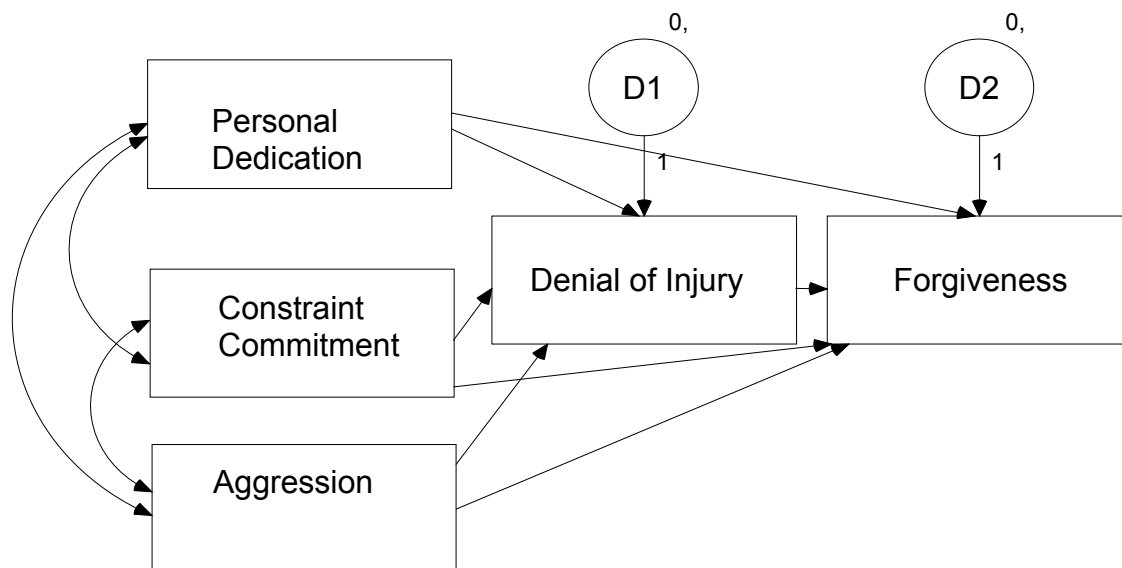 0,
0,
D1
D2
Personal
Dedication
1
1
Denial of Injury
Forgiveness
Constraint
Commitment
Aggression